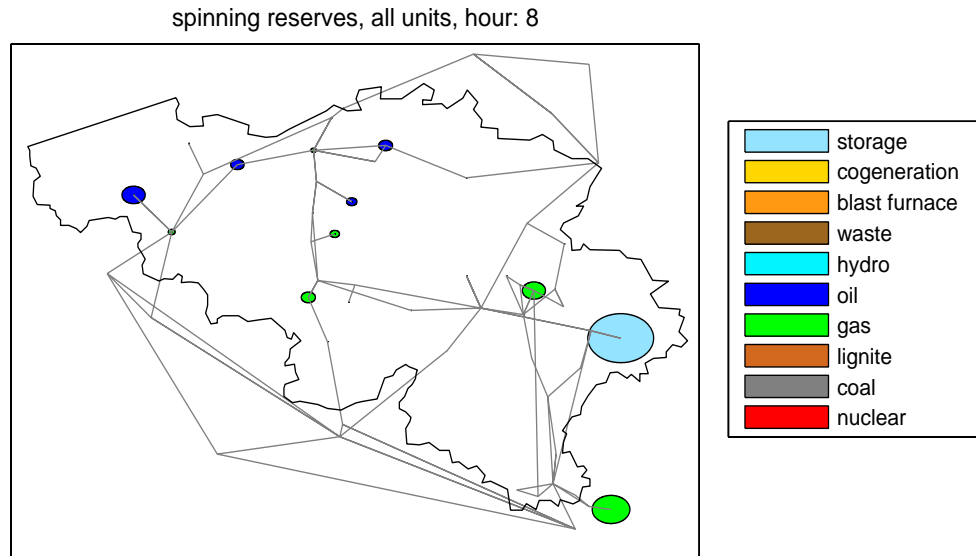 spinning reserves, all units, hour: 8
storage
cogeneration
blast furnace
waste
hydro
oil
gas
lignite
coal
nuclear